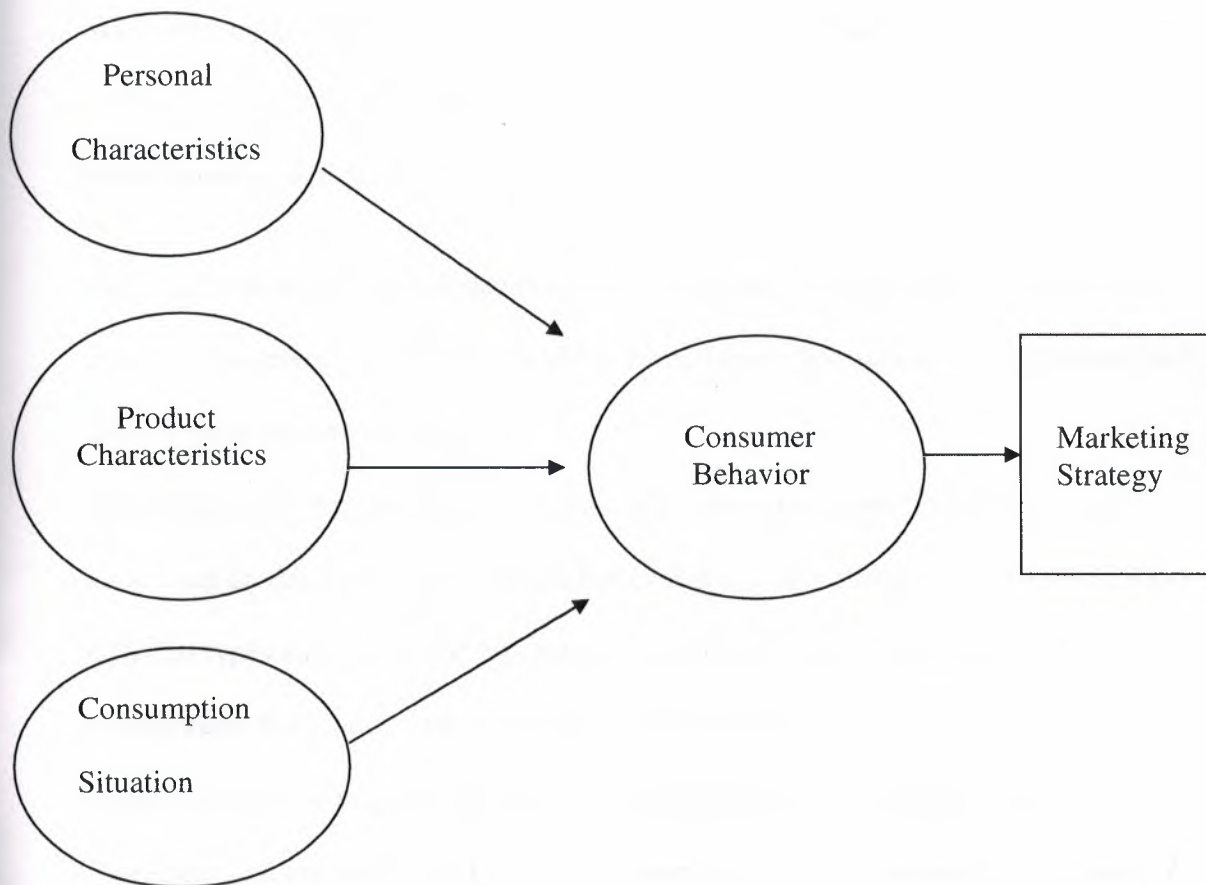 Personal
Characteristics
Product
Characteristics
Consumer
Behavior
Marketing
Strategy
Consumption
Situation